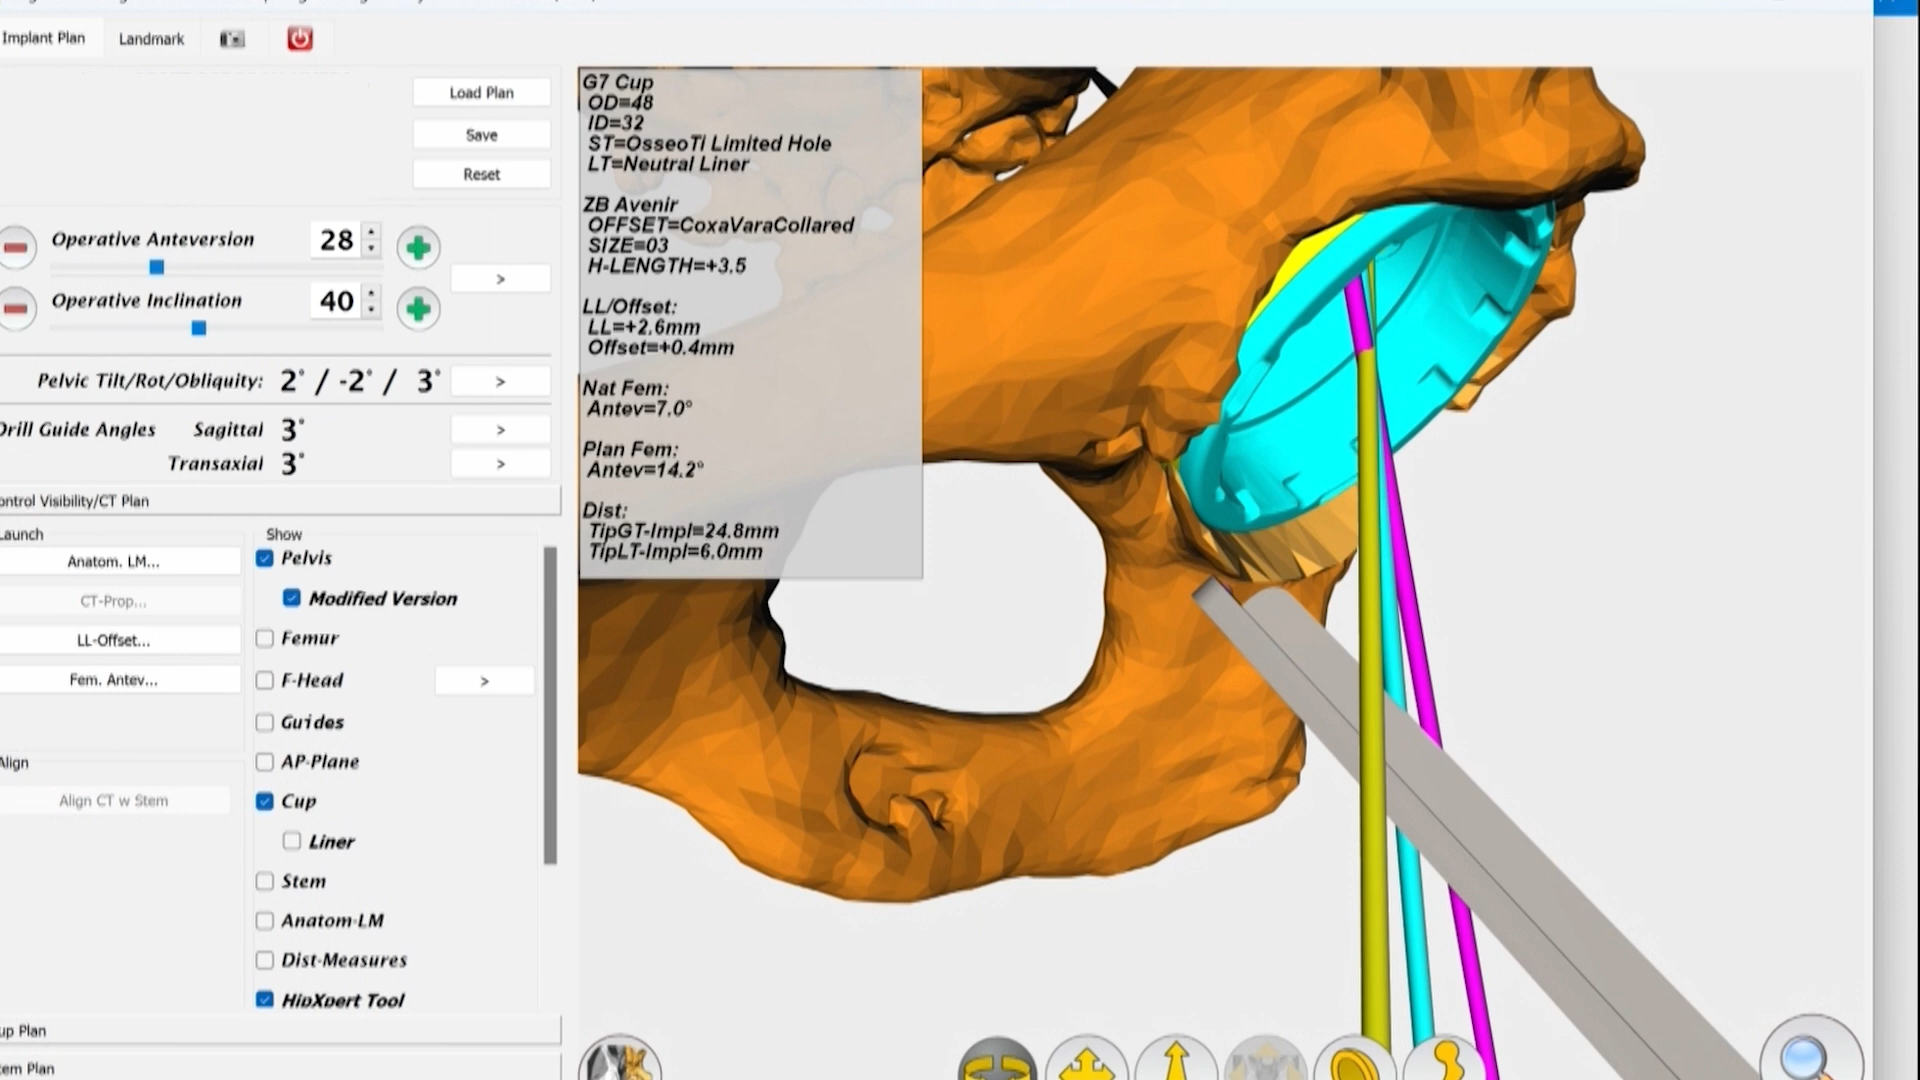 Implant Plan
Landmark
Load Plan
Save
Reset
Operative Anteversion 28
>
Operative Inclination 40
Pelvic Tilt/Rot/Obliquity: 2° / -2° / 3° >
Drill Guide Angles Sagittal 3° >
Transaxial 3° >
ontrol Visibility/CT Plan
Launch
Anatom. LM...
CT-Prop...
LL-Offset...
Fem. Antev...
Align
Align CT w Stem
Show
Pelvis
Modified Version
Femur
F-Head >
Guides
AP-Plane
Cup
Liner
Stem
Anatom-LM
Dist-Measures
HipXpert Tool
up Plan
tem Plan
G7 Cup
OD=48
ID=32
ST=OsseoTi Limited Hole
LT=Neutral Liner
ZB Avenir
OFFSET=CoxaVaraCollared
SIZE=03
H-LENGTH=+3.5
LL/Offset:
LL=+2.6mm
Offset=+0.4mm
Nat Fem:
Antev=7.0°
Plan Fem:
Antev=14.2°
Dist:
TipGT-Impl=24.8mm
TipLT-Impl=6.0mm